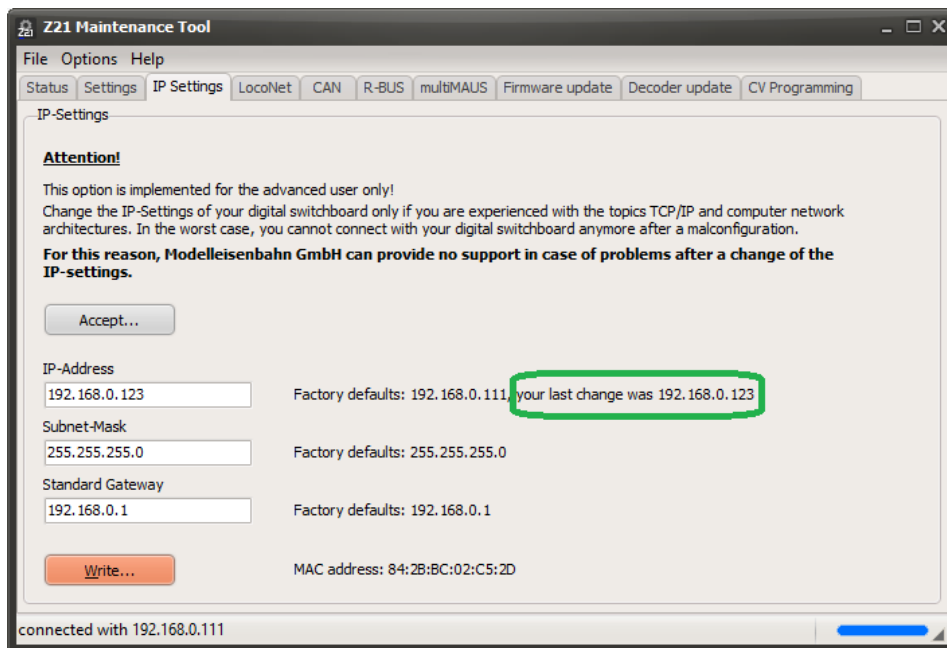 Z21 Maintenance Tool
File Options Help
Status Settings IP Settings LocoNet CAN R-BUS multiMAUS Firmware update Decoder update CV Programming
IP-Settings
Attention!
This option is implemented for the advanced user only!
Change the IP-Settings of your digital switchboard only if you are experienced with the topics TCP/IP and computer network
architectures. In the worst case, you cannot connect with your digital switchboard anymore after a malconfiguration.
For this reason, Modelleisenbahn GmbH can provide no support in case of problems after a change of the
IP-settings.
Accept...
IP-Address
192.168.0.123 Factory defaults: 192.168.0.111, your last change was 192.168.0.123
Subnet-Mask
255.255.255.0 Factory defaults: 255.255.255.0
Standard Gateway
192.168.0.1 Factory defaults: 192.168.0.1
Write... MAC address: 84:2B:BC:02:C5:2D
connected with 192.168.0.111